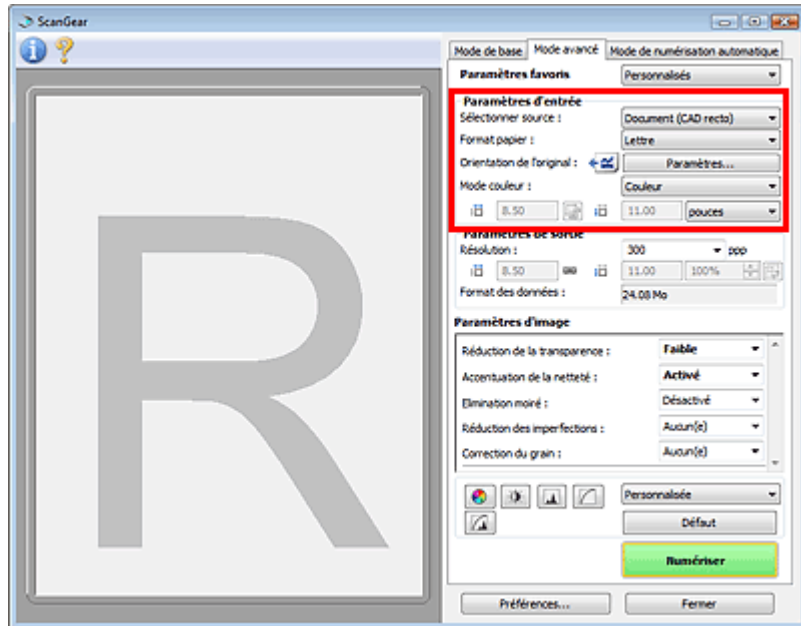 ScanGear
Mode de base Mode avancé Mode de numérisation automatique
Paramètres favoris Personnalisés
Paramètres d'entrée
Sélectionner source : Document (CAD recto)
Format papier : Lettre
Orientation de l'original : Paramètres...
Mode couleur : Couleur
8.50 11.00 pouces
Paramètres de sortie
Résolution : 300 ppp
8.50 11.00 100%
Format des données : 24.08 Mo
Paramètres d'image
Réduction de la transparence : Faible
Accentuation de la netteté : Activé
Elimination moiré : Désactivé
Réduction des imperfections : Aucun(e)
Correction du grain : Aucun(e)
Personnalisée
Défaut
Numériser
Préférences... Fermer
R